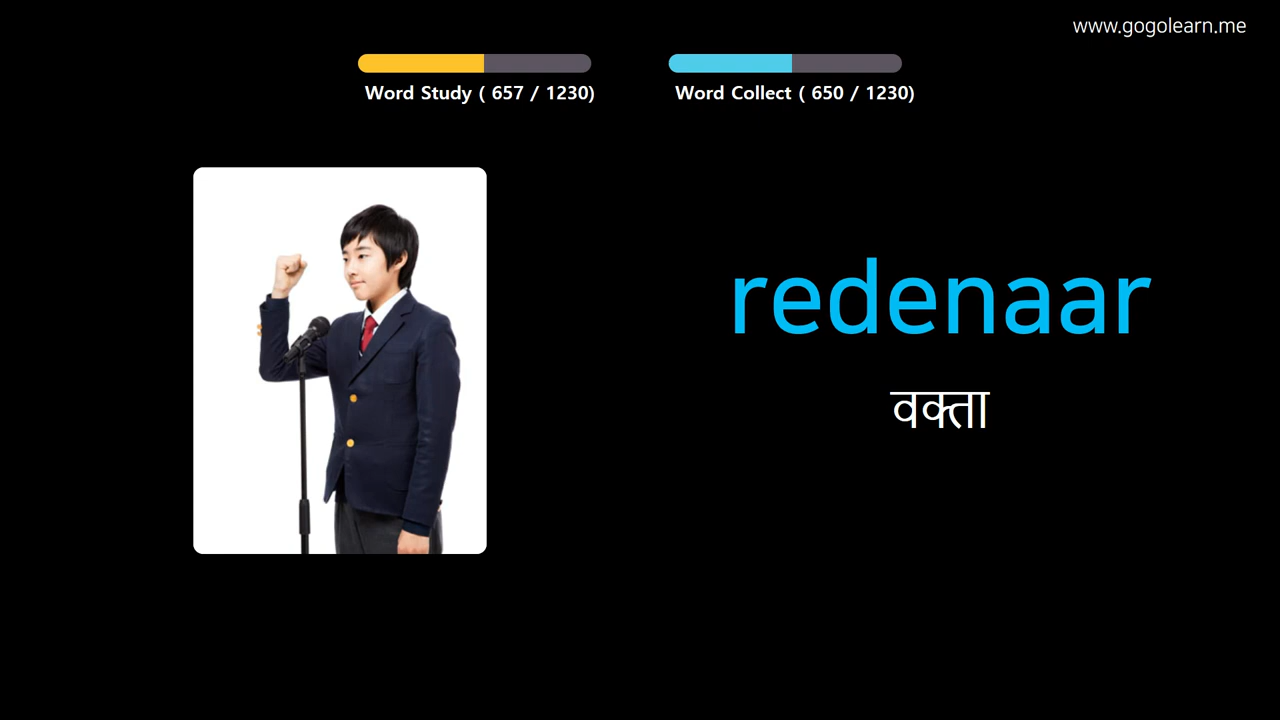 www.gogolearn.me
Word Study ( 657 / 1230)
Word Collect ( 650 / 1230)
redenaar
वक्ता